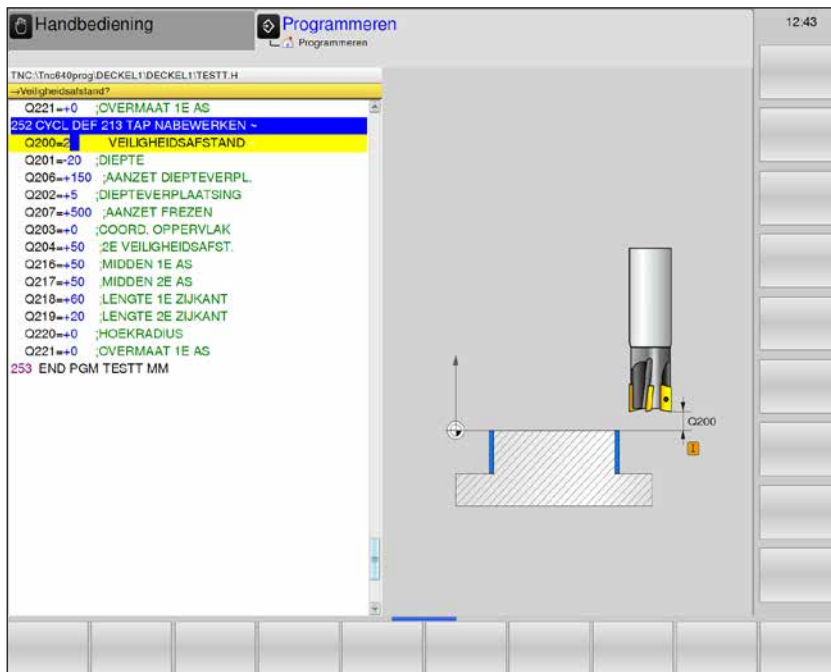 Handbediening
Programmeren
Programmeren
12.43
TNC:\Tnc640prog\DECKEL1\DECKEL1\TESTT.H
→Veiligheidsafstand?
Q221=+0 ;OVERMAAT 1E AS
252 CYCL DEF 213 TAP NABEWERKEN ~
Q200=2 VEILIGHEIDSAFSTAND
Q201=-20 ;DIEPTE
Q206=+150 ;AANZET DIEPTEVERPL.
Q202=+5 ;DIEPTEVERPLAATSING
Q207=+500 ;AANZET FREZEN
Q203=+0 ;COORD. OPPERVLAK
Q204=+50 ;2E VEILIGHEIDSAFST.
Q216=+50 ;MIDDEN 1E AS
Q217=+50 ;MIDDEN 2E AS
Q218=+60 ;LENGTE 1E ZIJKANT
Q219=+20 ;LENGTE 2E ZIJKANT
Q220=+0 ;HOEKRADIUS
Q221=+0 ;OVERMAAT 1E AS
253 END PGM TESTT MM
Q200
I